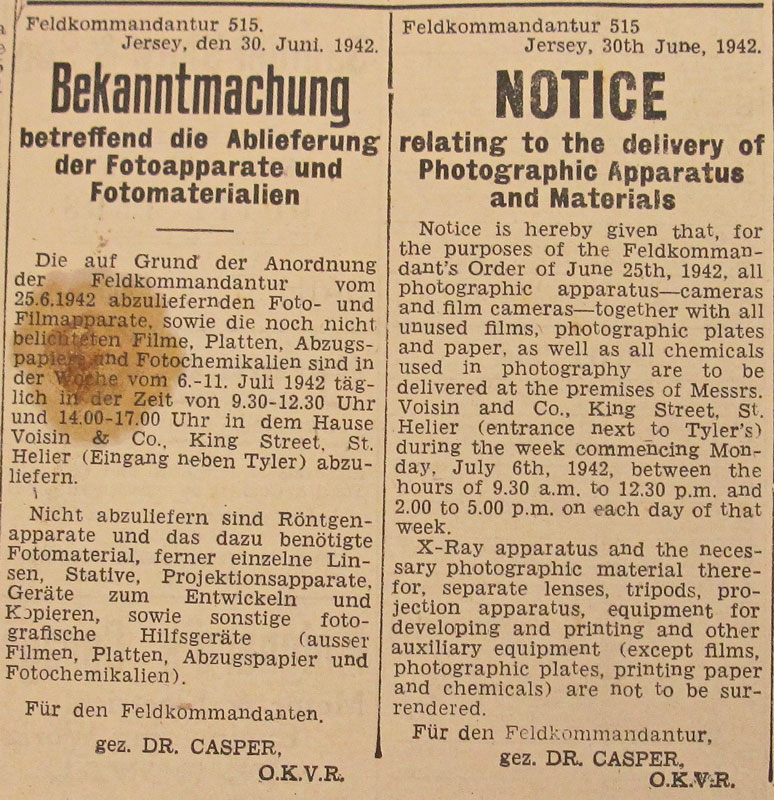 Feldkommandantur 515.
Jersey, den 30. Juni. 1942.
Bekanntmachung
betreffend die Ablieferung
der Fotoapparate und
Fotomaterialien
Die auf Grund der Anordnung
der Feldkommandantur vom
25.6.1942 abzuliefernden Foto- und
Filmapparate, sowie die noch nicht
belichteten Filme, Platten, Abzugs-
papiere und Fotochemikalien sind in
der Woche vom 6.-11. Juli 1942 täg-
lich in der Zeit von 9.30-12.30 Uhr
und 14.00-17.00 Uhr in dem Hause
Voisin & Co., King Street, St.
Helier (Eingang neben Tyler) abzu-
liefern.
Nicht abzuliefern sind Röntgen-
apparate und das dazu benötigte
Fotomaterial, ferner einzelne Lin-
sen, Stative, Projektionsapparate,
Geräte zum Entwickeln und
Kopieren, sowie sonstige foto-
grafische Hilfsgeräte (ausser
Filmen, Platten, Abzugspapier und
Fotochemikalien).
Für den Feldkommandanten.
gez. DR. CASPER,
O.K.V.R.
Feldkommandantur 515
Jersey, 30th June, 1942.
NOTICE
relating to the delivery of
Photographic Apparatus
and Materials
Notice is hereby given that, for
the purposes of the Feldkomman-
dant's Order of June 25th, 1942, all
photographic apparatus—cameras
and film cameras—together with all
unused films, photographic plates
and paper, as well as all chemicals
used in photography are to be
delivered at the premises of Messrs.
Voisin and Co., King Street, St.
Helier (entrance next to Tyler's)
during the week commencing Mon-
day, July 6th, 1942, between the
hours of 9.30 a.m. to 12.30 p.m. and
2.00 to 5.00 p.m. on each day of that
week.
X-Ray apparatus and the neces-
sary photographic material there-
for, separate lenses, tripods, pro-
jection apparatus, equipment for
developing and printing and other
auxiliary equipment (except films,
photographic plates, printing paper
and chemicals) are not to be sur-
rendered.
Für den Feldkommandantur,
gez. DR. CASPER,
O.K.V.R.